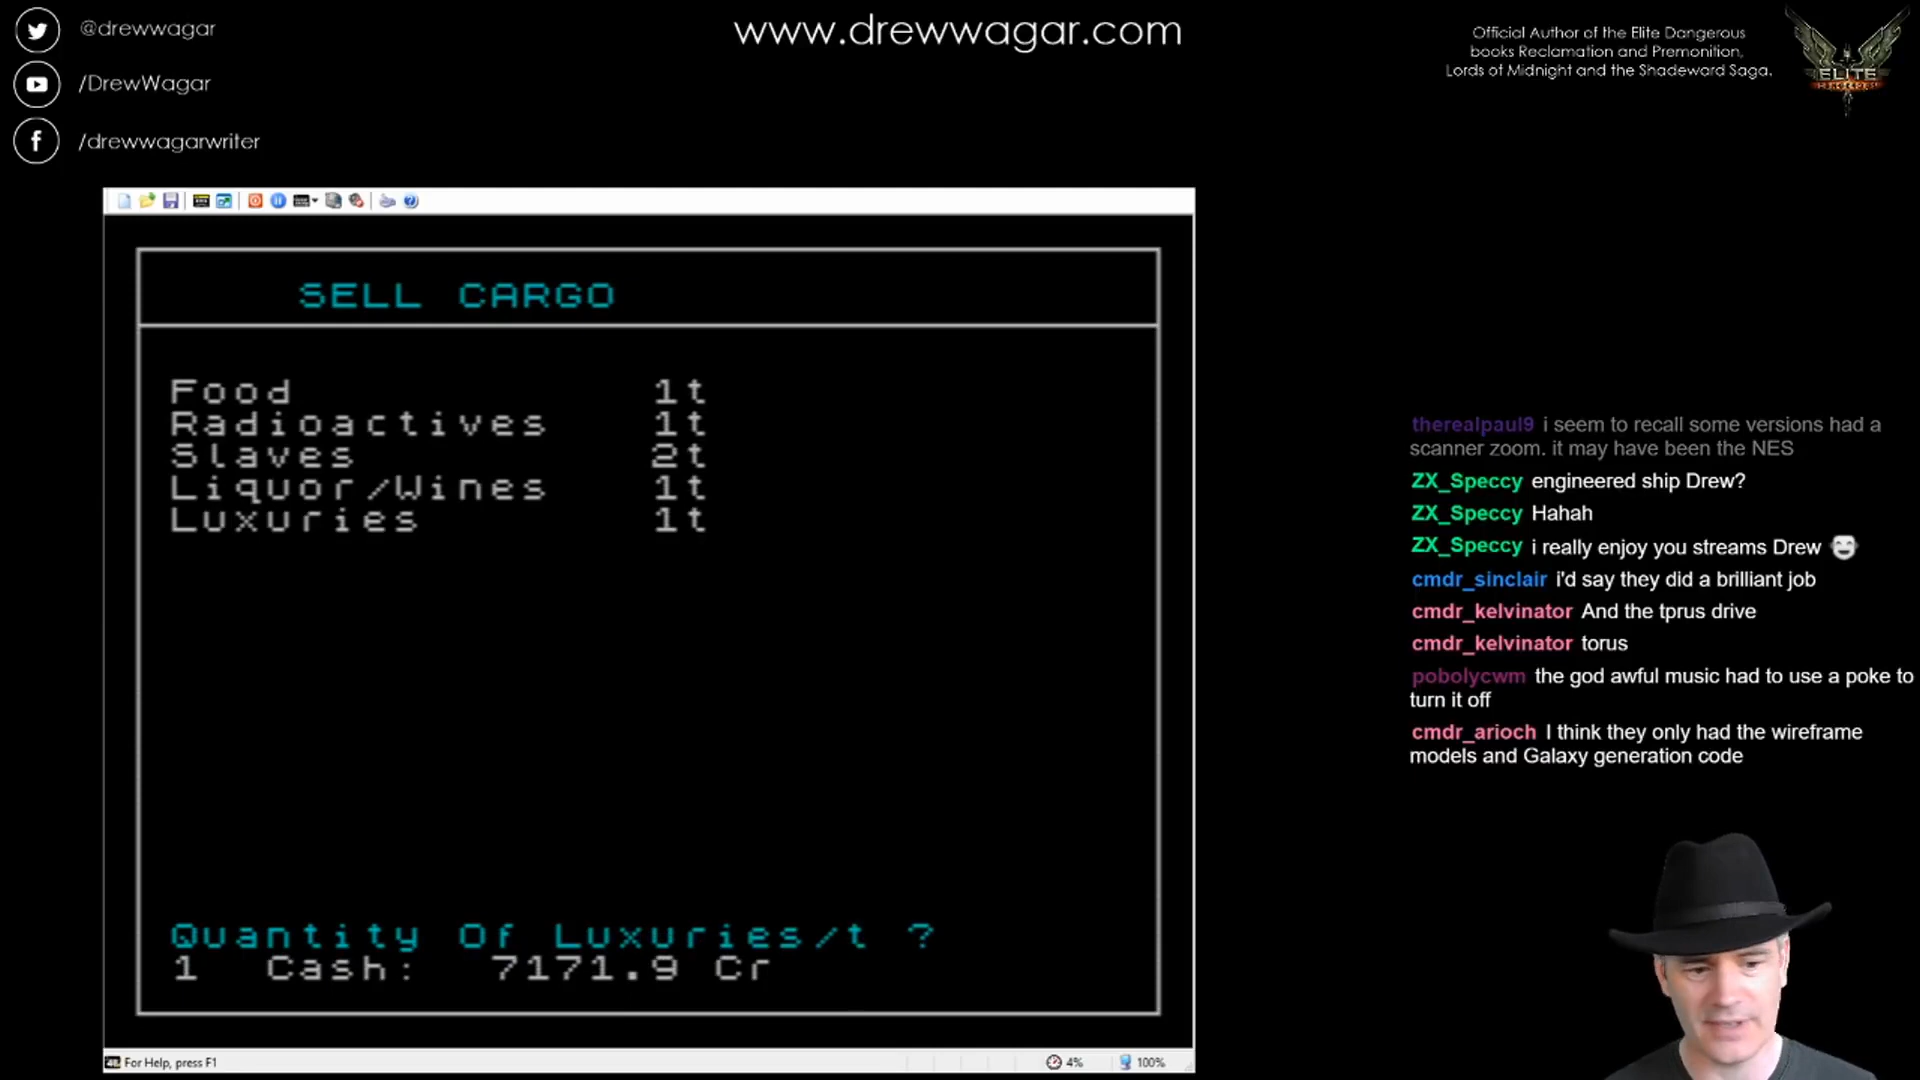 @drewwagar
/DrewWagar
/drewwagarwriter
www.drewwagar.com
Official Author of the Elite Dangerous
books Reclamation and Premonition,
Lords of Midnight and the Shadeward Saga.
ELITE
SELL CARGO
Food 1t
Radioactives 1t
Slaves 2t
Liquor/Wines 1t
Luxuries 1t
Quantity Of Luxuries/t ?
1 Cash: 7171.9 Cr
For Help, press F1
4%
100%
therealpaul9 i seem to recall some versions had a
scanner zoom. it may have been the NES
ZX_Speccy engineered ship Drew?
ZX_Speccy Hahah
ZX_Speccy i really enjoy you streams Drew
cmdr_sinclair i'd say they did a brilliant job
cmdr_kelvinator And the tprus drive
cmdr_kelvinator torus
pobolycwm the god awful music had to use a poke to
turn it off
cmdr_arioch I think they only had the wireframe
models and Galaxy generation code